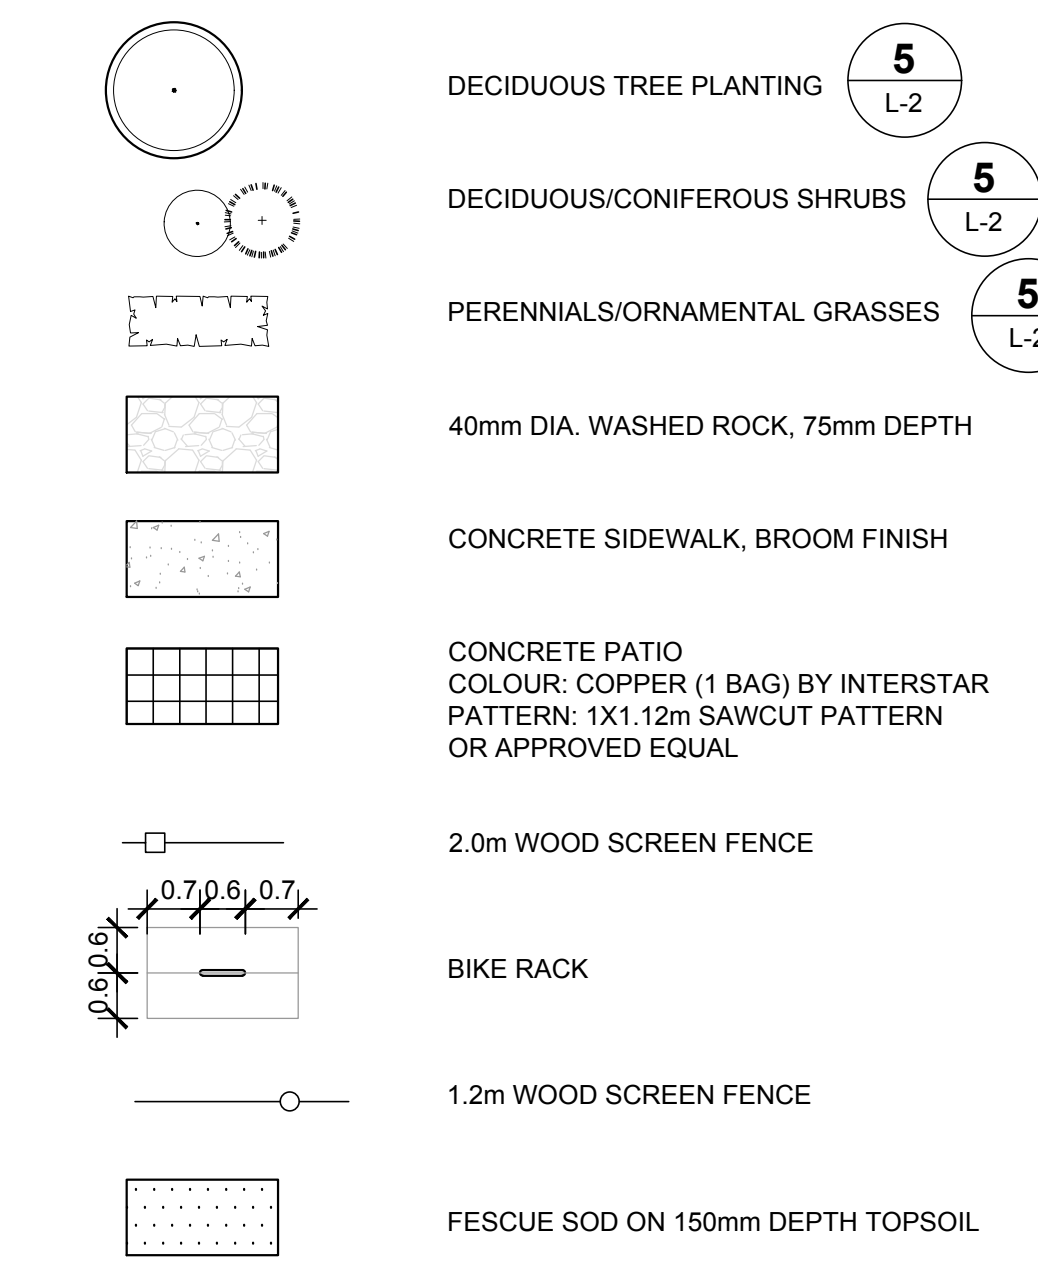 DECIDUOUS TREE PLANTING
5
L-2
DECIDUOUS/CONIFEROUS SHRUBS
5
L-2
PERENNIALS/ORNAMENTAL GRASSES
5
L-2
40mm DIA. WASHED ROCK, 75mm DEPTH
CONCRETE SIDEWALK, BROOM FINISH
CONCRETE PATIO
COLOUR: COPPER (1 BAG) BY INTERSTAR
PATTERN: 1X1.12m SAWCUT PATTERN
OR APPROVED EQUAL
2.0m WOOD SCREEN FENCE
0.7 0.6 0.7
0.6 0.6
BIKE RACK
1.2m WOOD SCREEN FENCE
FESCUE SOD ON 150mm DEPTH TOPSOIL